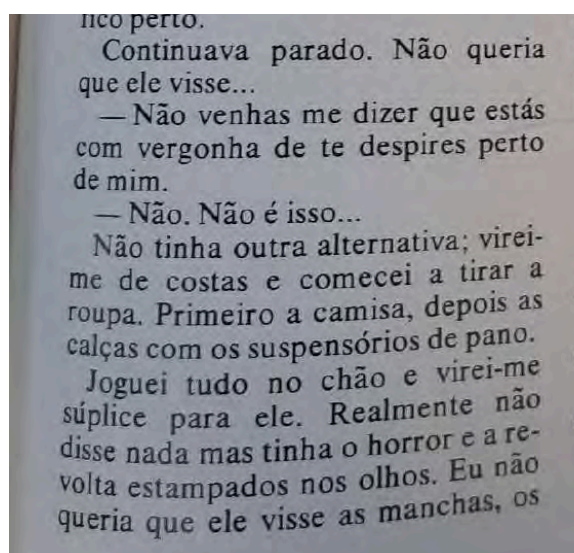 fico perto.
Continuava parado. Não queria
que ele visse...
— Não venhas me dizer que estás
com vergonha de te despires perto
de mim.
— Não. Não é isso...
Não tinha outra alternativa; virei-
me de costas e comecei a tirar a
roupa. Primeiro a camisa, depois as
calças com os suspensórios de pano.
Joguei tudo no chão e virei-me
súplice para ele. Realmente não
disse nada mas tinha o horror e a re-
volta estampados nos olhos. Eu não
queria que ele visse as manchas, os